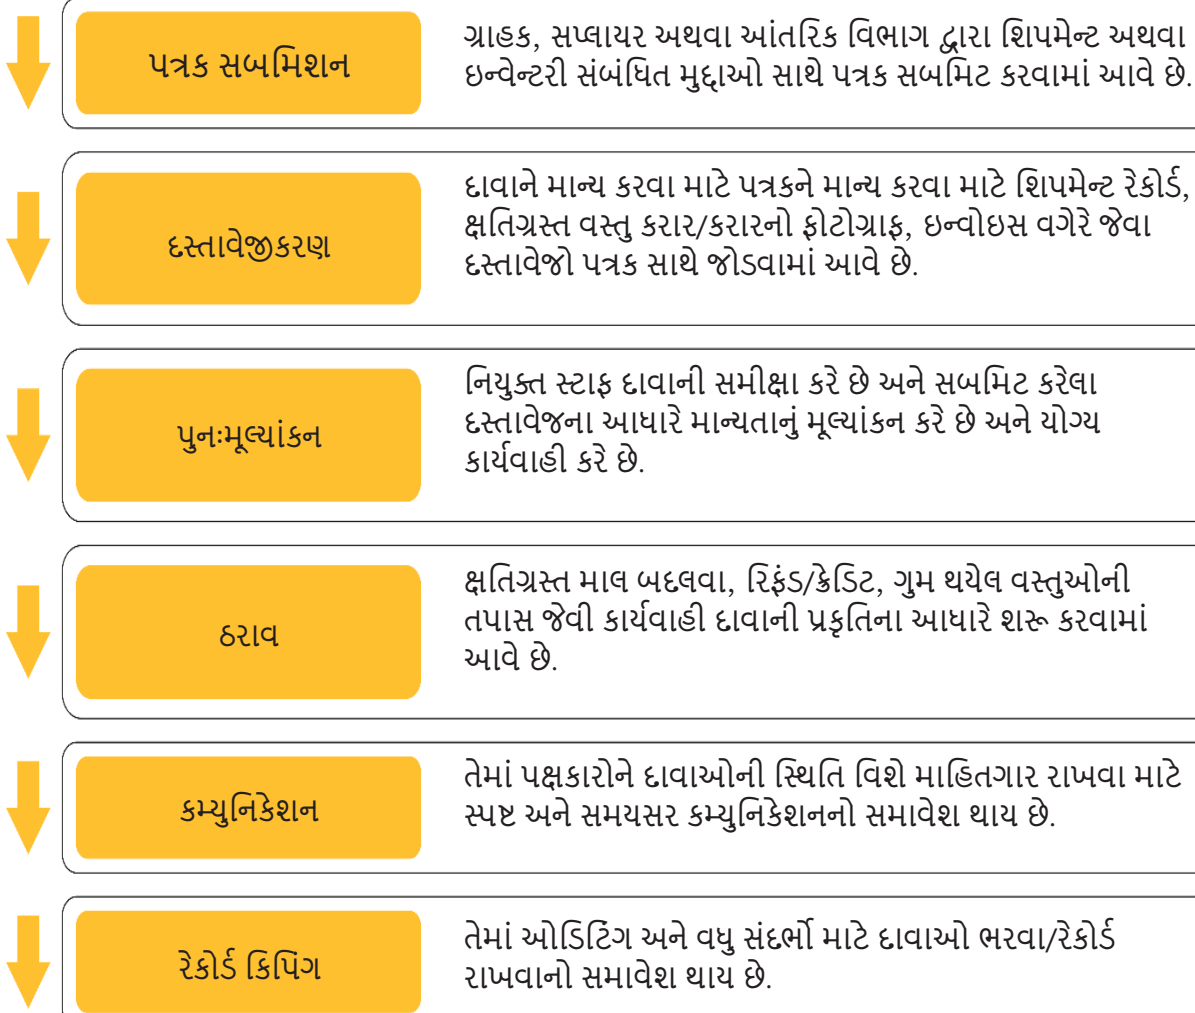 પત્રક સબમિશન
ગ્રાહક, સપ્લાયર અથવા આંતરિક વિભાગ દ્વારા શિપમેન્ટ અથવા
ઇન્વેન્ટરી સંબંધિત મુદ્દાઓ સાથે પત્રક સબમિટ કરવામાં આવે છે.
દસ્તાવેજીકરણ
દાવાને માન્ય કરવા માટે પત્રકને માન્ય કરવા માટે શિપમેન્ટ રેકોર્ડ,
ક્ષતિગ્રસ્ત વસ્તુ કરાર/કરારનો ફોટોગ્રાફ, ઇન્વોઇસ વગેરે જેવા
દસ્તાવેજો પત્રક સાથે જોડવામાં આવે છે.
પુનઃમૂલ્યાંકન
નિયુક્ત સ્ટાફ દાવાની સમીક્ષા કરે છે અને સબમિટ કરેલા
દસ્તાવેજના આધારે માન્યતાનું મૂલ્યાંકન કરે છે અને યોગ્ય
કાર્યવાહી કરે છે.
ઠરાવ
ક્ષતિગ્રસ્ત માલ બદલવા, રિફંડ/ક્રેડિટ, ગુમ થયેલ વસ્તુઓની
તપાસ જેવી કાર્યવાહી દાવાની પ્રકૃતિના આધારે શરૂ કરવામાં
આવે છે.
કમ્યુનિકેશન
તેમાં પક્ષકારોને દાવાઓની સ્થિતિ વિશે માહિતગાર રાખવા માટે
સ્પષ્ટ અને સમયસર કમ્યુનિકેશનનો સમાવેશ થાય છે.
રેકોર્ડ કિપિંગ
તેમાં ઓડિટિંગ અને વધુ સંદર્ભો માટે દાવાઓ ભરવા/રેકોર્ડ
રાખવાનો સમાવેશ થાય છે.